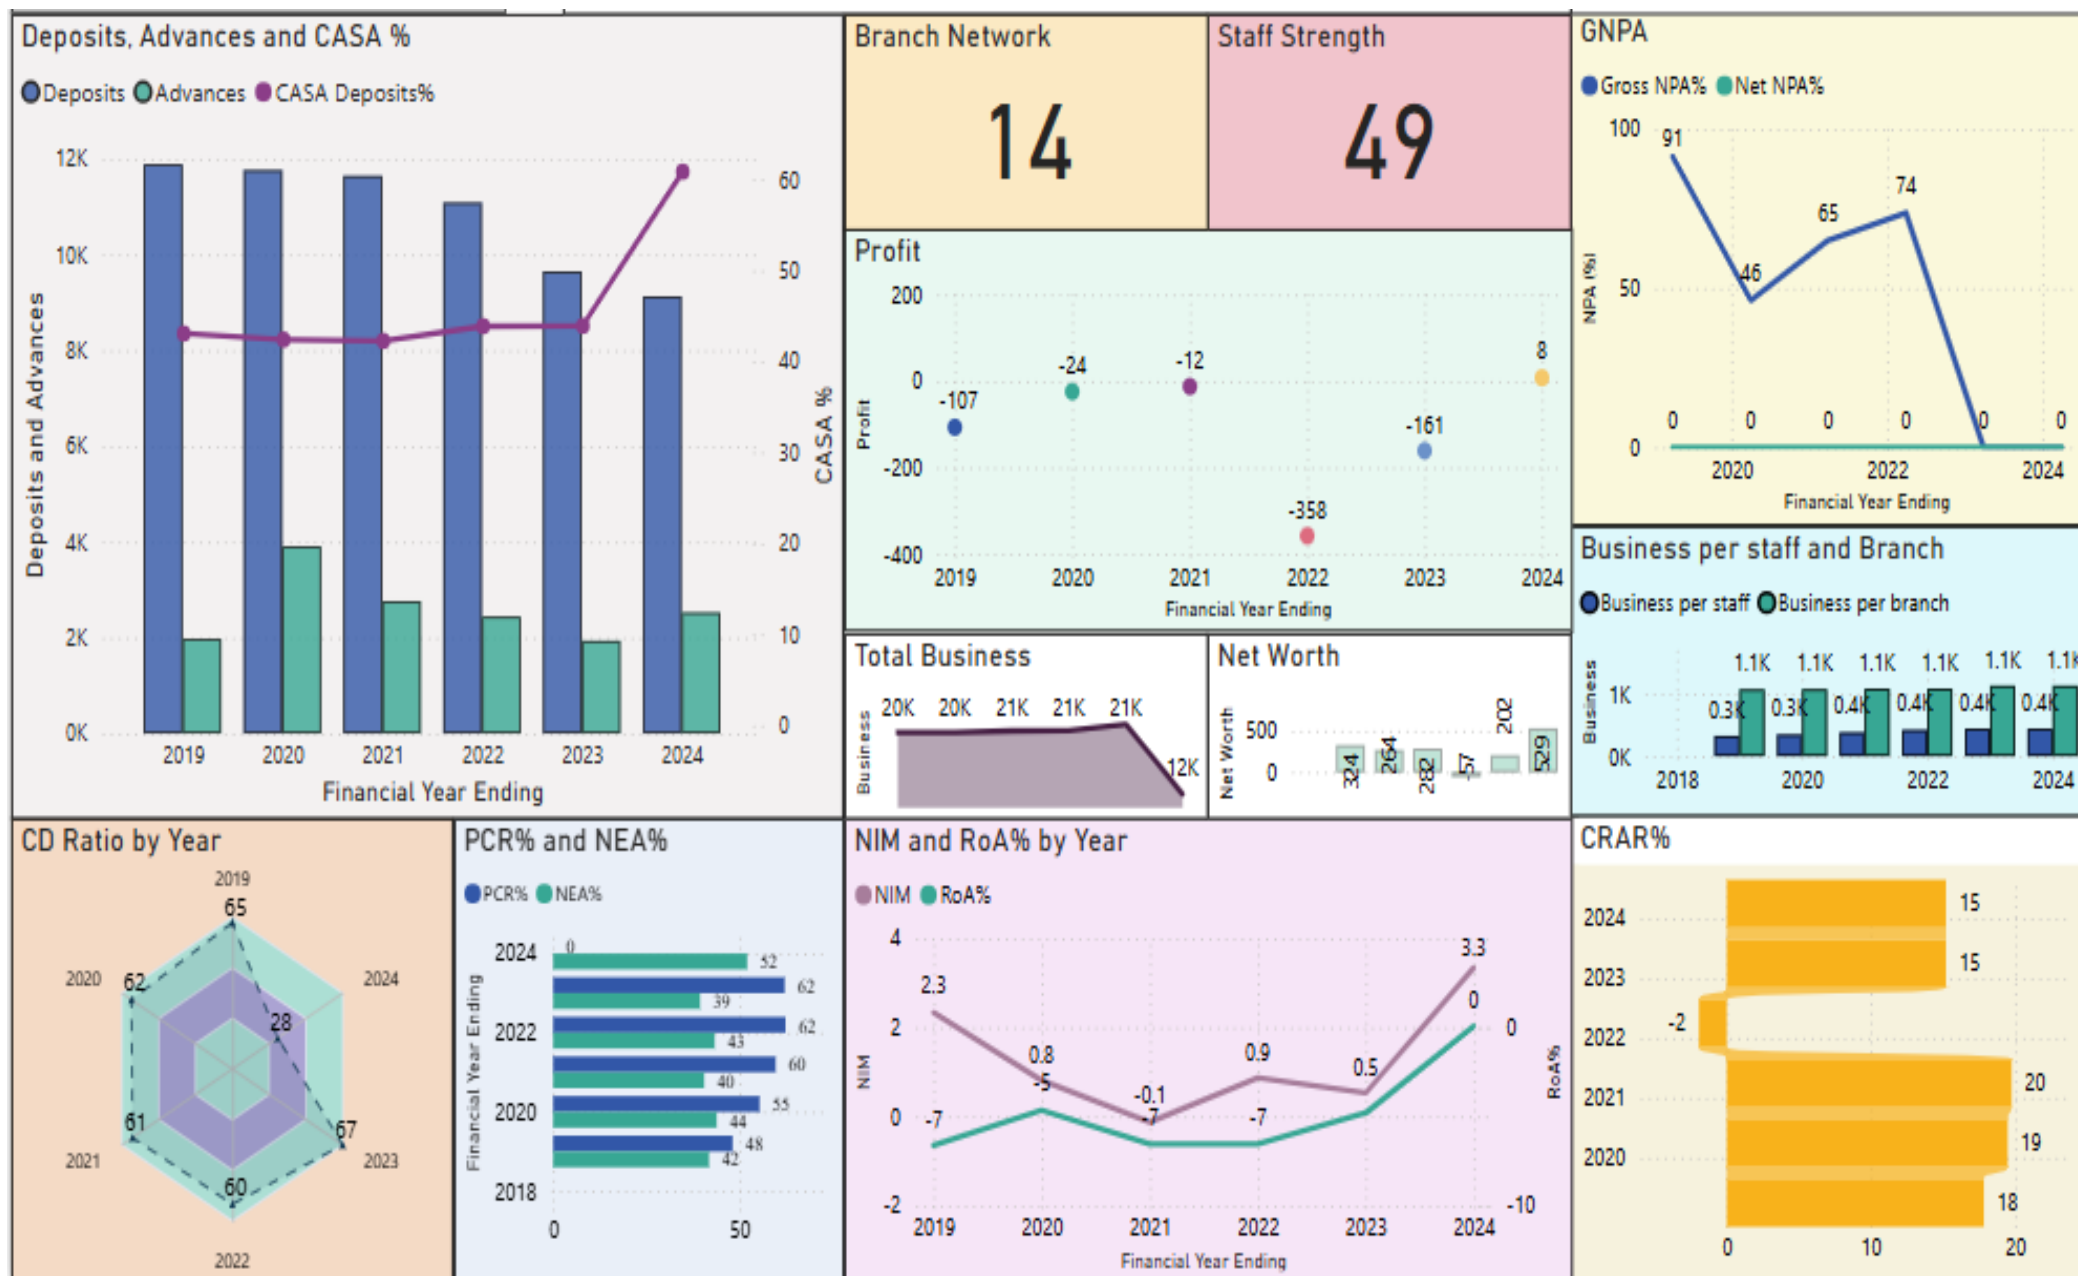 Deposits, Advances and CASA %
Deposits Advances CASA Deposits%
12K
10K
8K
6K
4K
2K
0K
Deposits and Advances
60
50
40
30
20
10
0
CASA %
2019 2020 2021 2022 2023 2024
Financial Year Ending
Branch Network
14
Staff Strength
49
GNPA
Gross NPA% Net NPA%
100
50
0
NPA (%)
91
46
65
74
0 0 0 0 0 0
2020 2022 2024
Financial Year Ending
Profit
200
0
-200
-400
Profit
-107
-24
-12
-358
-161
8
2019 2020 2021 2022 2023 2024
Financial Year Ending
Business per staff and Branch
Business per staff Business per branch
Business
1K
0K
1.1K 1.1K 1.1K 1.1K 1.1K 1.1K
0.3K 0.3K 0.4K 0.4K 0.4K 0.4K
2018 2020 2022 2024
Total Business
Business
20K 20K 21K 21K 21K
12K
Net Worth
Net Worth
500
0
324 264 282 -57 202 529
CD Ratio by Year
2019
65
2020
62
2024
28
61
67
2021
2023
60
2022
PCR% and NEA%
PCR% NEA%
Financial Year Ending
2024
2022
2020
2018
0
52
62
39
62
43
60
40
55
44
48
42
0 50
NIM and RoA% by Year
NIM RoA%
4
2
0
-2
NIM
2.3
0.8
-0.1
0.9
0.5
3.3
-7
-5
-7
-7
0
0
-10
RoA%
2019 2020 2021 2022 2023 2024
Financial Year Ending
CRAR%
2024
2023
2022
2021
2020
15
15
-2
20
19
18
0 10 20